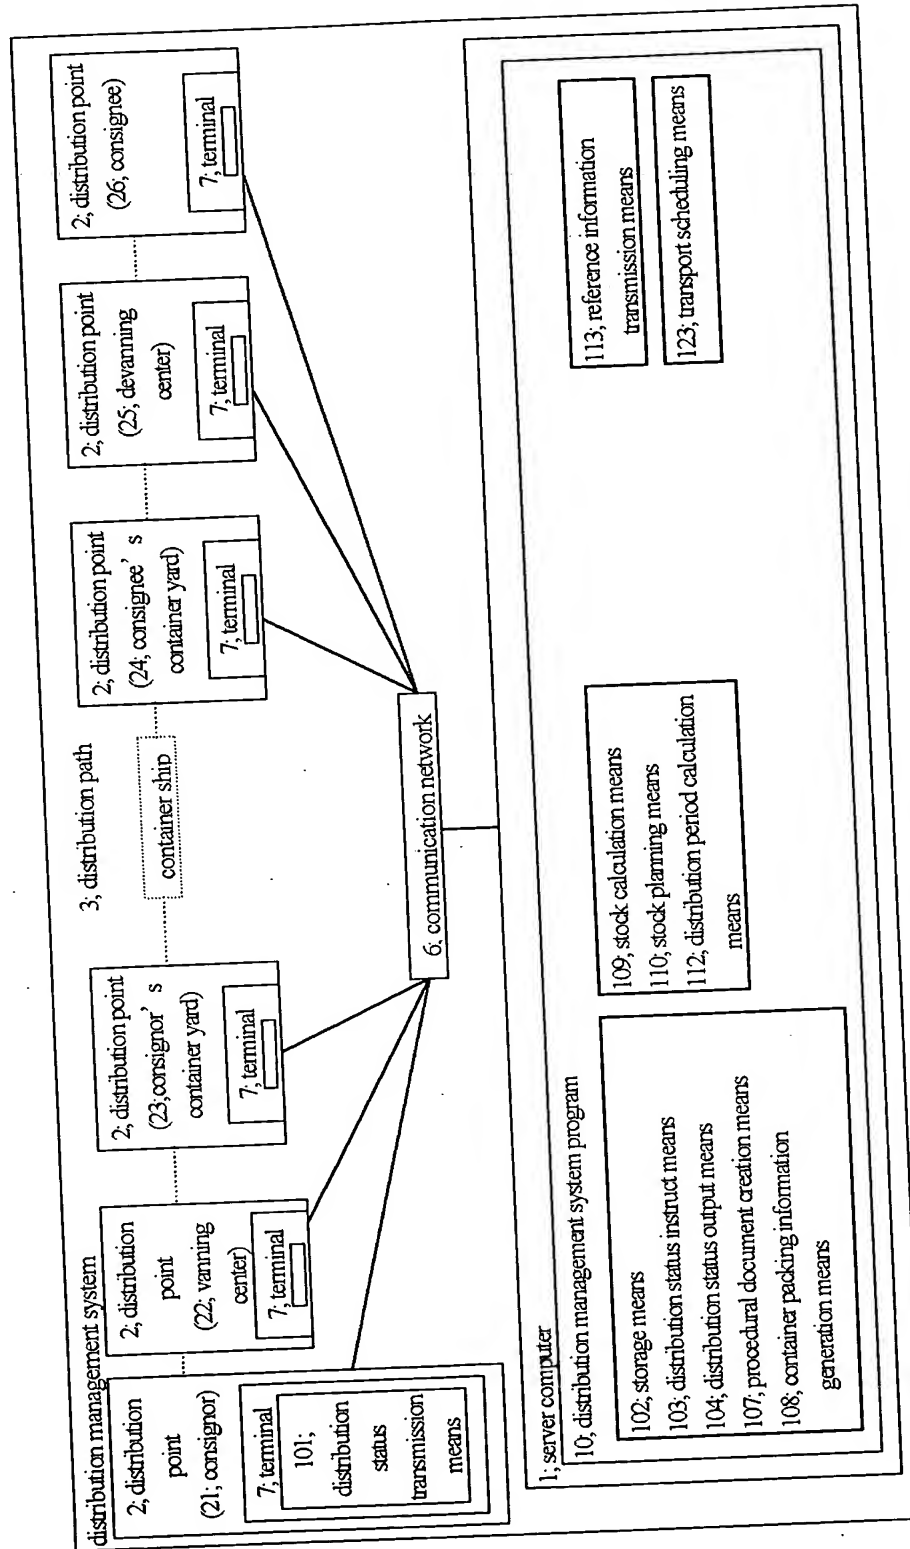 distribution management system
2; distribution
point
(21; consignor)
7; terminal
101;
distribution
status
transmission
means
2; distribution
point
(22; vanning
center)
7; terminal
2; distribution point
(23;consignor's
container yard)
7; terminal
3; distribution path
container ship
2; distribution point
(24; consignee's
container yard)
7; terminal
2; distribution point
(25; devanning
center)
7; terminal
2; distribution point
(26; consignee)
7; terminal
6; communication network
1; server computer
10; distribution management system program
102; storage means
103; distribution status instruct means
104; distribution status output means
107; procedural document creation means
108; container packing information
generation means
109; stock calculation means
110; stock planning means
112; distribution period calculation
means
113; reference information
transmission means
123; transport scheduling means